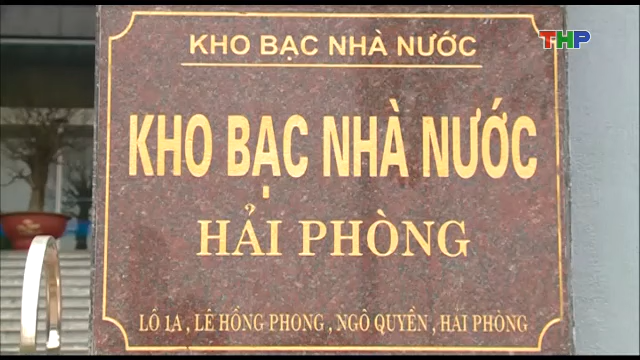 KHO BẠC NHÀ NƯỚC
THP
KHO BẠC NHÀ NƯỚC
HẢI PHÒNG
LÔ 1A , LÊ HỒNG PHONG , NGÔ QUYỀN , HẢI PHÒNG